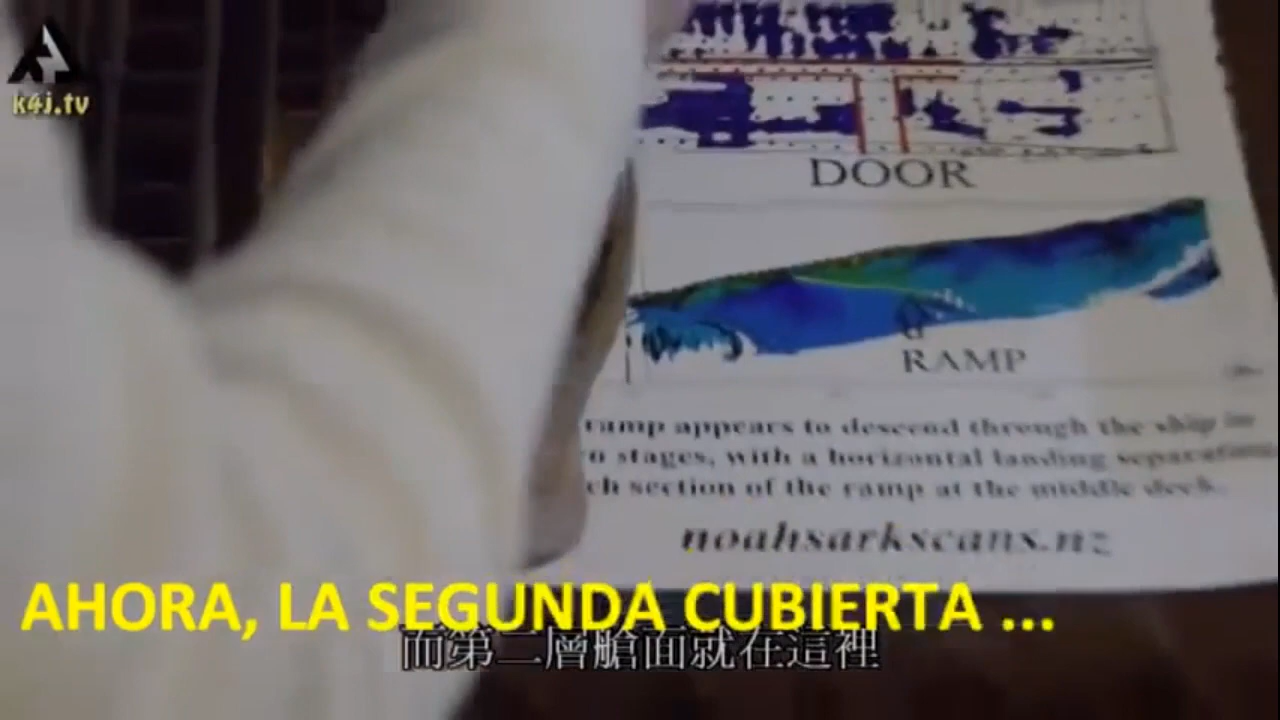 k4j.tv
DOOR
RAMP
ramp appears to descend through the ship in
stages, with a horizontal landing separating
section of the ramp at the middle deck.
noahsarkscans.nz
AHORA, LA SEGUNDA CUBIERTA ...
而第二層艙面就在這裡